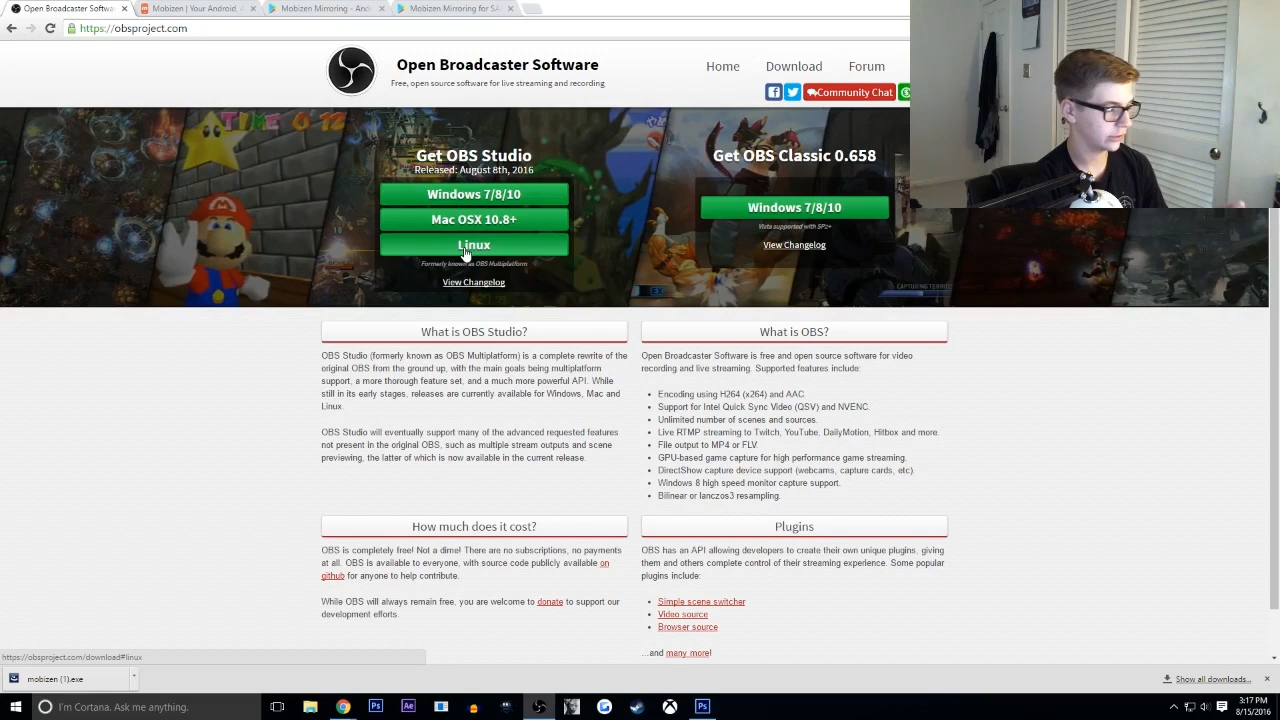 Open Broadcaster Software
Mobizen | Your Android, A
Mobizen Mirroring - Andr
Mobizen Mirroring for SA
https://obsproject.com
Open Broadcaster Software
Free, open source software for live streaming and recording
Home
Download
Forum
Community Chat
TIME 0 12
Get OBS Studio
Released: August 8th, 2016
Windows 7/8/10
Mac OSX 10.8+
Linux
Formerly known as OBS Multiplatform
View Changelog
Get OBS Classic 0.658
Windows 7/8/10
Vista supported with SP2+
View Changelog
EX
What is OBS Studio?
OBS Studio (formerly known as OBS Multiplatform) is a complete rewrite of the
original OBS from the ground up, with the main goals being multiplatform
support, a more thorough feature set, and a much more powerful API. While
still in its early stages, releases are currently available for Windows, Mac and
Linux.
OBS Studio will eventually support many of the advanced requested features
not present in the original OBS, such as multiple stream outputs and scene
previewing, the latter of which is now available in the current release.
What is OBS?
Open Broadcaster Software is free and open source software for video
recording and live streaming. Supported features include:
Encoding using H264 (x264) and AAC.
Support for Intel Quick Sync Video (QSV) and NVENC.
Unlimited number of scenes and sources.
Live RTMP streaming to Twitch, YouTube, DailyMotion, Hitbox and more.
File output to MP4 or FLV.
GPU-based game capture for high performance game streaming.
DirectShow capture device support (webcams, capture cards, etc).
Windows 8 high speed monitor capture support.
Bilinear or lanczos3 resampling.
How much does it cost?
OBS is completely free! Not a dime! There are no subscriptions, no payments
at all. OBS is available to everyone, with source code publicly available on
github for anyone to help contribute.
While OBS will always remain free, you are welcome to donate to support our
development efforts.
Plugins
OBS has an API allowing developers to create their own unique plugins, giving
them and others complete control of their streaming experience. Some popular
plugins include:
Simple scene switcher
Video source
Browser source
...and many more!
https://obsproject.com/download#linux
mobizen (1).exe
Show all downloads...
I'm Cortana. Ask me anything.
Ps
Ae
Ps
3:17 PM
8/15/2016